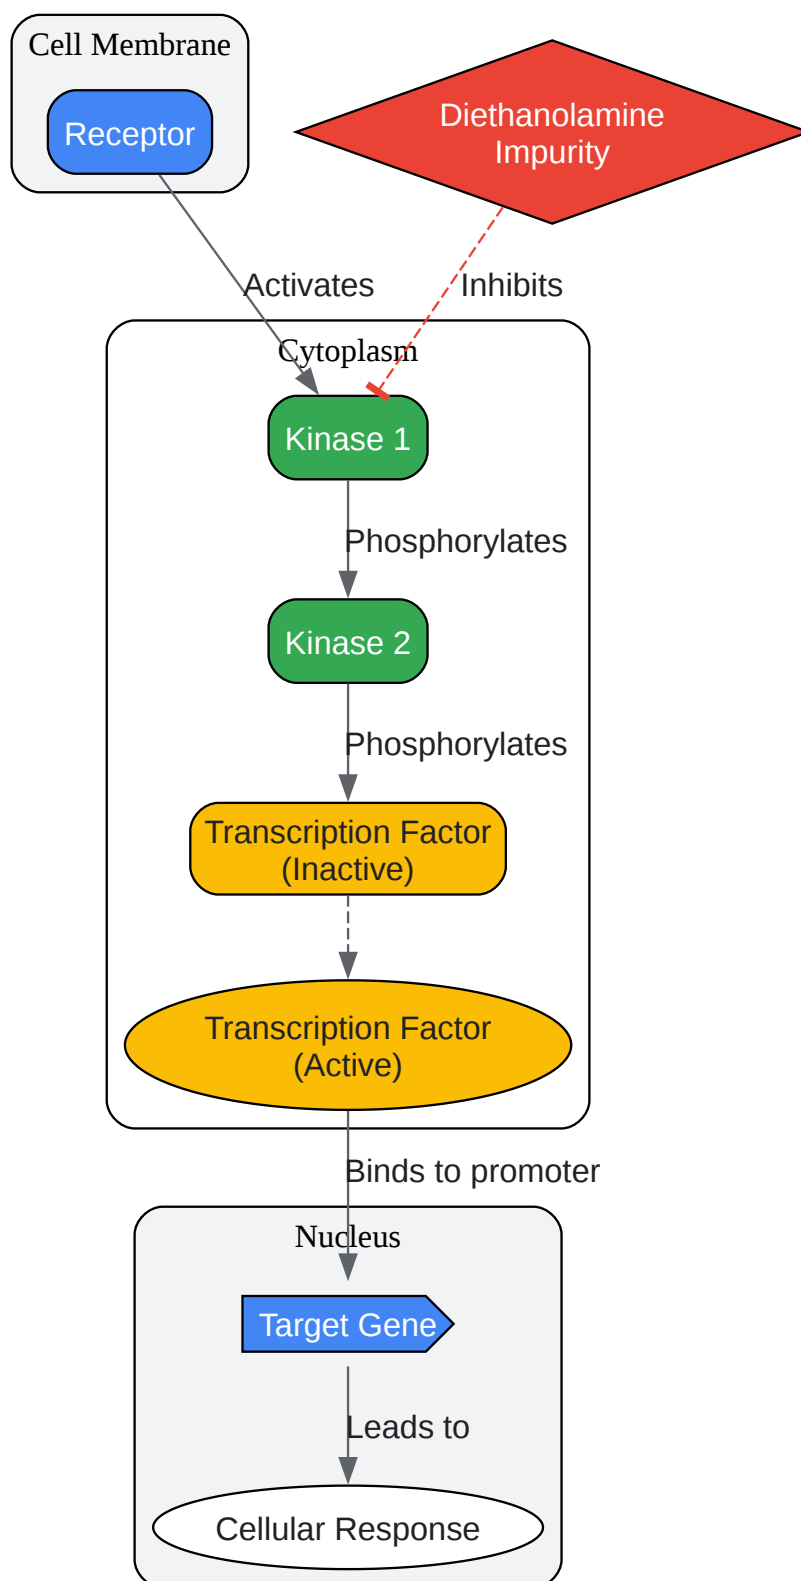 Cell Membrane
Receptor
Diethanolamine
Impurity
Activates
Inhibits
Cytoplasm
Kinase 1
Phosphorylates
Kinase 2
Phosphorylates
Transcription Factor
(Inactive)
Transcription Factor
(Active)
Binds to promoter
Nucleus
Target Gene
Leads to
Cellular Response